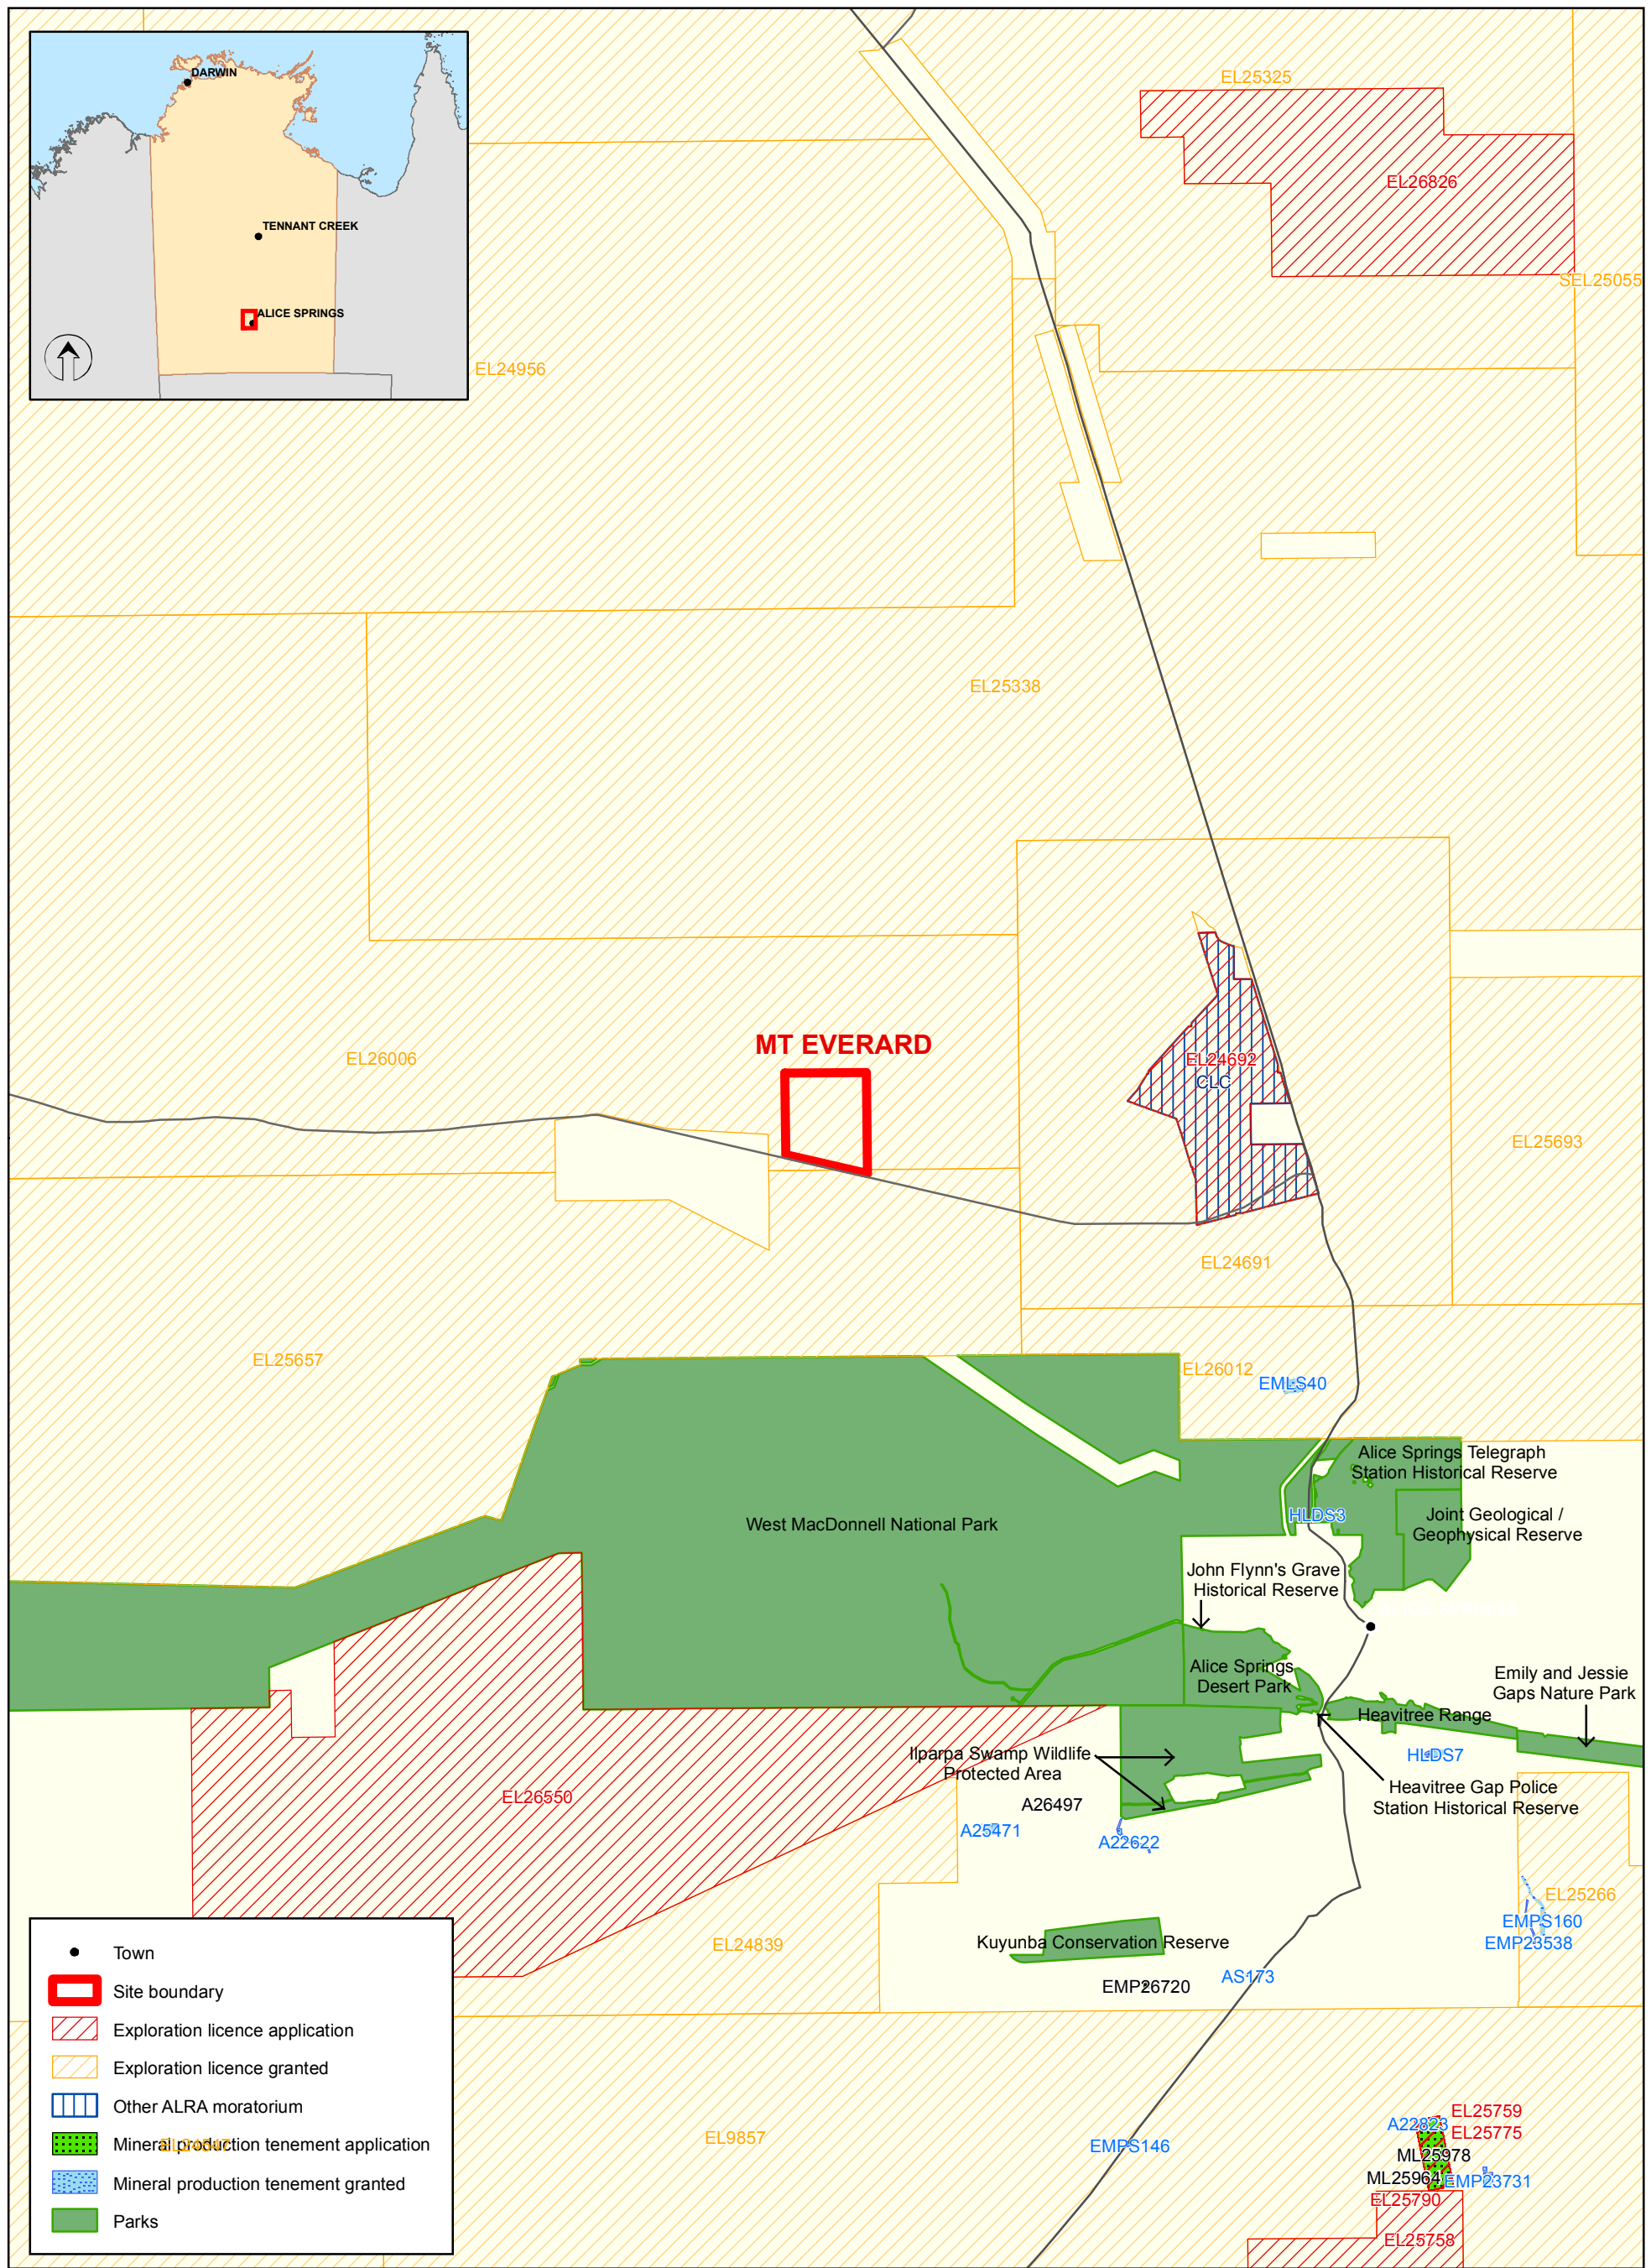 DARWIN
TENNANT CREEK
ALICE SPRINGS
EL25325
EL26826
SEL25055
EL24956
EL25338
MT EVERARD
EL26006
EL24692
CLC
EL25693
EL24691
EL25657
EL26012
EMLS40
Alice Springs Telegraph
Station Historical Reserve
HLDS3
Joint Geological /
Geophysical Reserve
West MacDonnell National Park
John Flynn's Grave
Historical Reserve
Alice Springs
Desert Park
Emily and Jessie
Gaps Nature Park
Heavitree Range
Ilparpa Swamp Wildlife
Protected Area
HLDS7
Heavitree Gap Police
Station Historical Reserve
EL26550
A26497
A25471
A22622
EL25266
EMPS160
EMP23538
EL24839
Kuyunba Conservation Reserve
EMP26720
AS173
EL9857
EMPS146
A22823
EL25759
EL25775
ML25978
ML25964
EMP23731
EL25790
EL25758
Town
Site boundary
Exploration licence application
Exploration licence granted
Other ALRA moratorium
Mineral production tenement application
Mineral production tenement granted
Parks